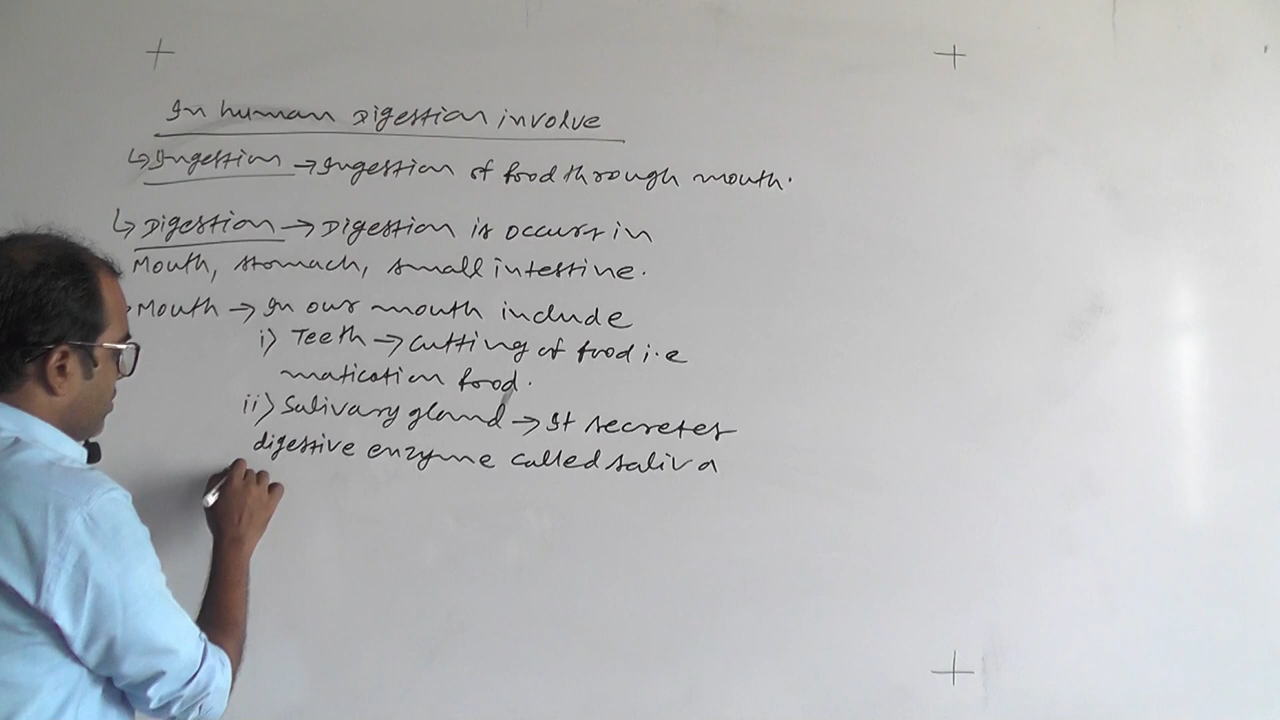 In human Digestion involve
↳ Ingestion → Ingestion of food through mouth.
↳ Digestion → Digestion is occurs in
Mouth, stomach, small intestine.
Mouth → In our mouth include
i) Teeth → cutting of food i.e
matication food.
ii) Salivary gland → It secretes
digestive enzyme called saliva